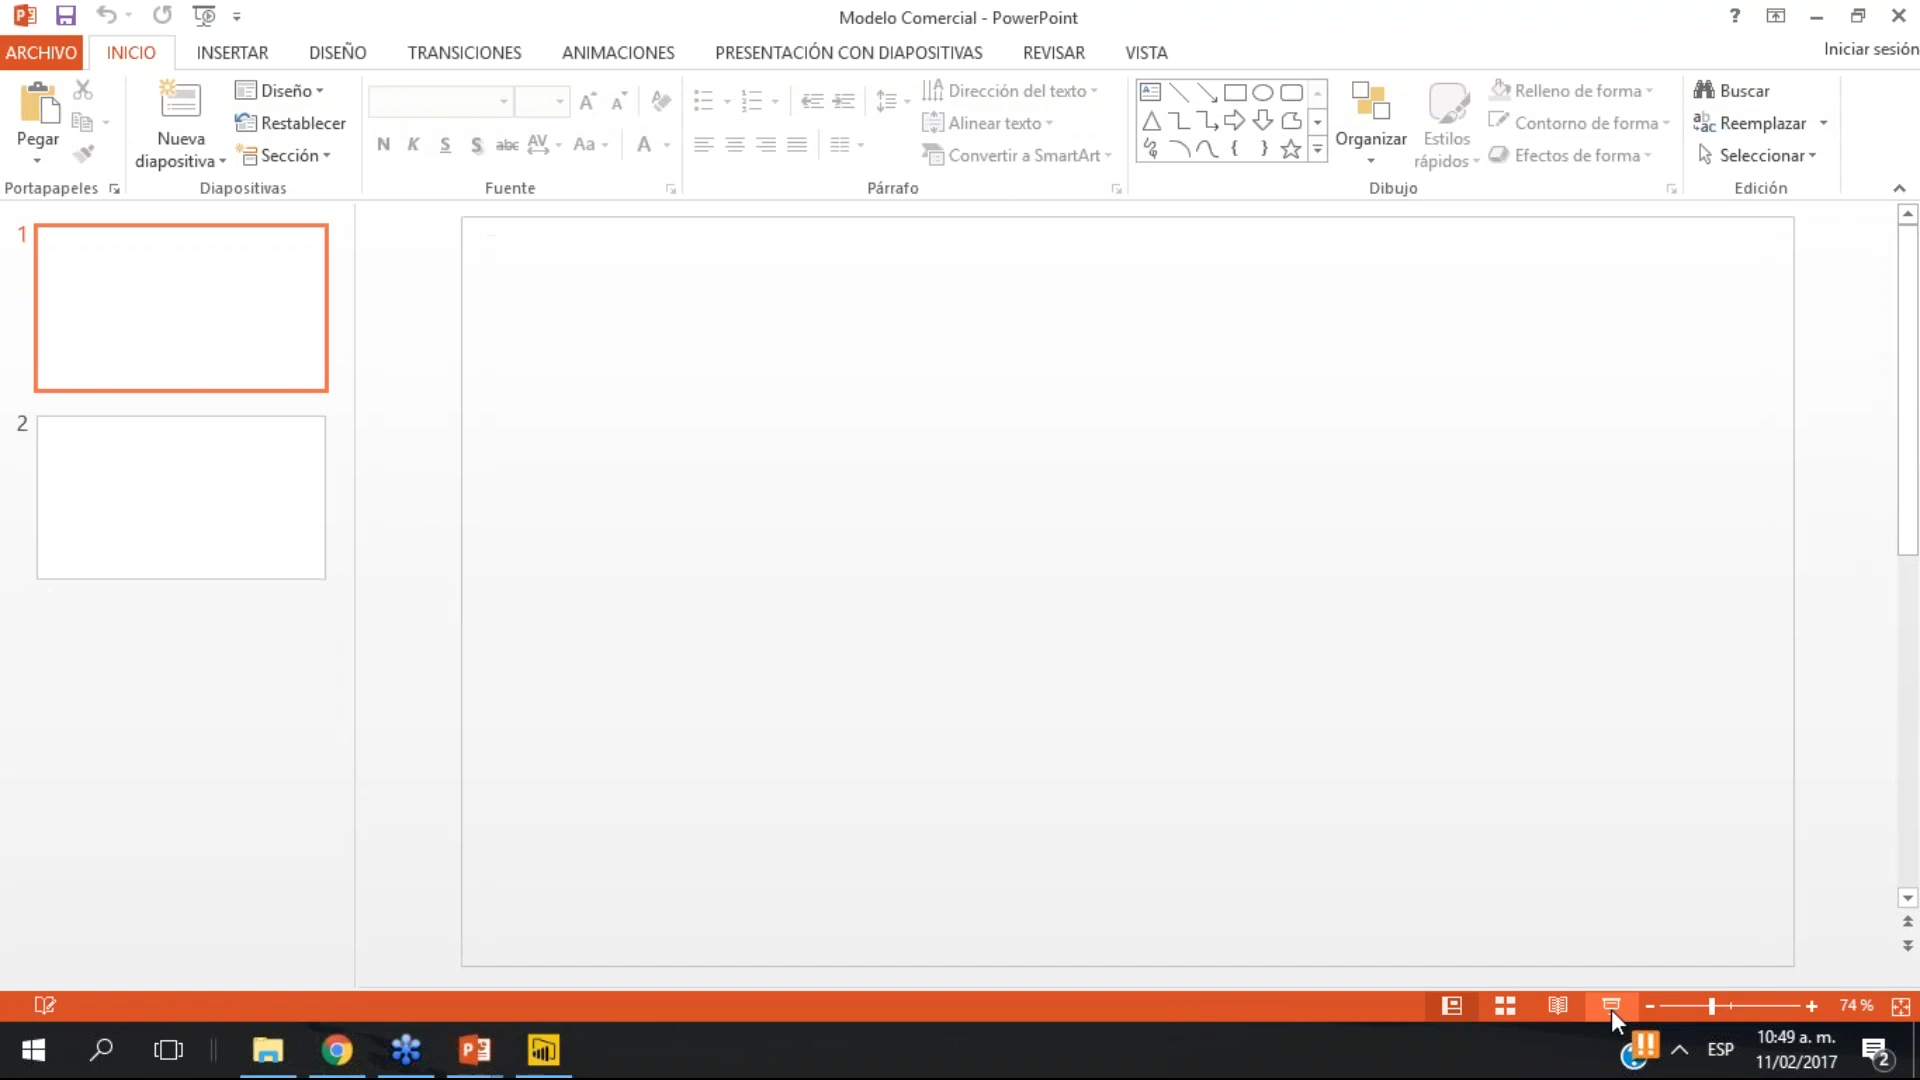 Modelo Comercial - PowerPoint
ARCHIVO INICIO INSERTAR DISEÑO TRANSICIONES ANIMACIONES PRESENTACIÓN CON DIAPOSITIVAS REVISAR VISTA Iniciar sesión
Pegar
Portapapeles
Nueva
diapositiva
Diseño
Restablecer
Sección
Diapositivas
N K S S abc AV Aa A
Fuente
Dirección del texto
Alinear texto
Convertir a SmartArt
Párrafo
Organizar
Estilos
rápidos
Relleno de forma
Contorno de forma
Efectos de forma
Dibujo
Buscar
Reemplazar
Seleccionar
Edición
1
2
74 %
ESP
10:49 a. m.
11/02/2017
2